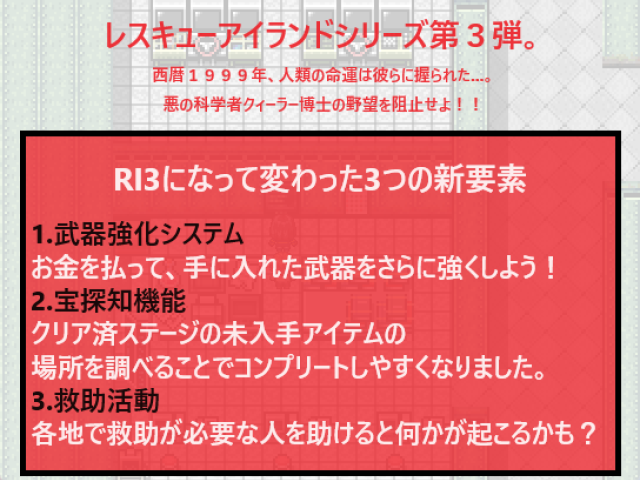 レスキューアイランドシリーズ第３弾。
西暦１９９９年、人類の命運は彼らに握られた…。
悪の科学者クィーラー博士の野望を阻止せよ！！
RI3になって変わった3つの新要素
1.武器強化システム
お金を払って、手に入れた武器をさらに強くしよう！
2.宝探知機能
クリア済ステージの未入手アイテムの
場所を調べることでコンプリートしやすくなりました。
3.救助活動
各地で救助が必要な人を助けると何かが起こるかも？